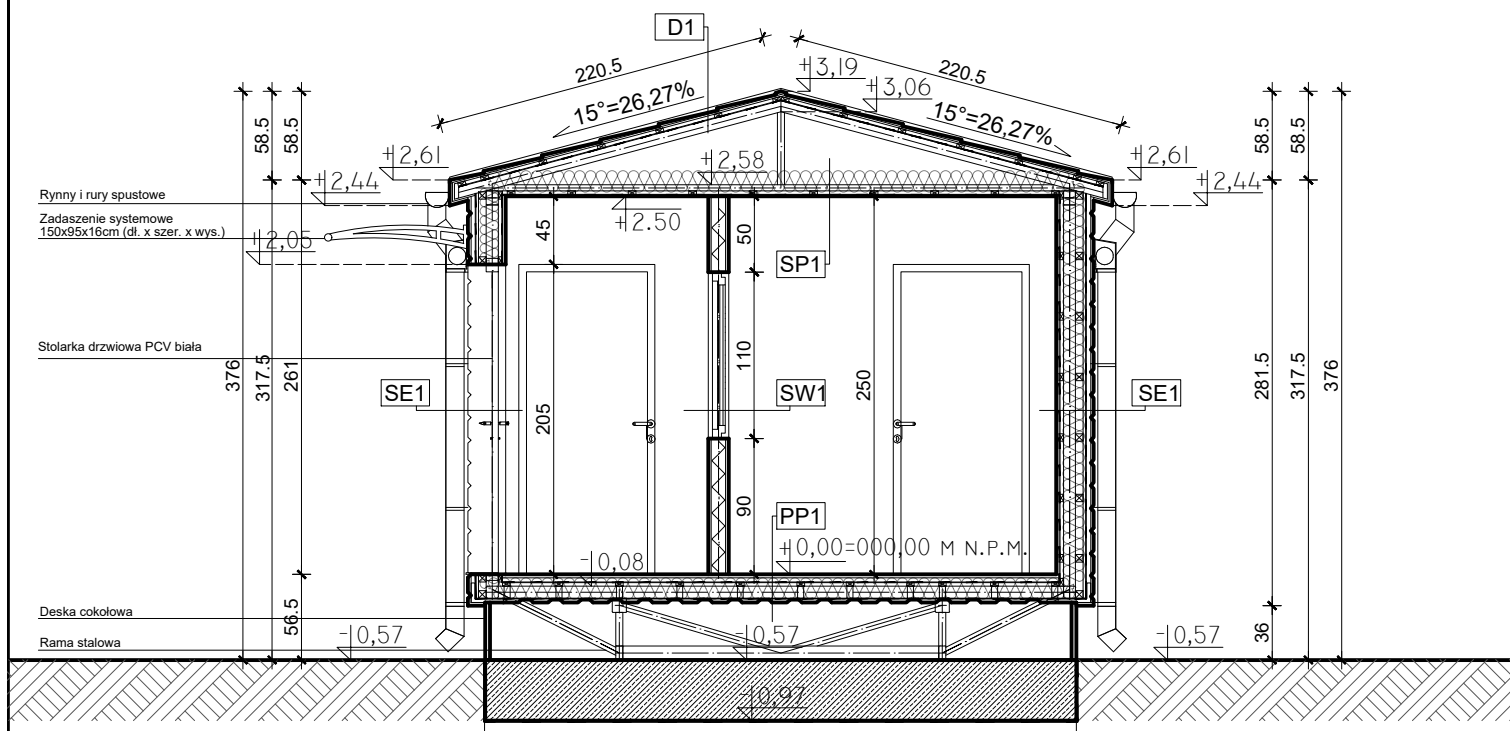 D1
220.5
220.5
+3,19
+3,06
15°=26,27%
15°=26,27%
58.5
58.5
58.5
58.5
+2,61
+2,61
+2,58
+2,44
+2,44
Rynny i rury spustowe
Zadaszenie systemowe
150x95x16cm (dł. x szer. x wys.)
+2.50
+2,05
45
50
SP1
Stolarka drzwiowa PCV biała
376
317.5
261
110
250
281.5
317.5
376
SE1
SW1
SE1
205
90
PP1
+0,00=000,00 M N.P.M.
-0,08
Deska cokołowa
56.5
36
Rama stalowa
-0,57
-0,57
-0,57
-0,97